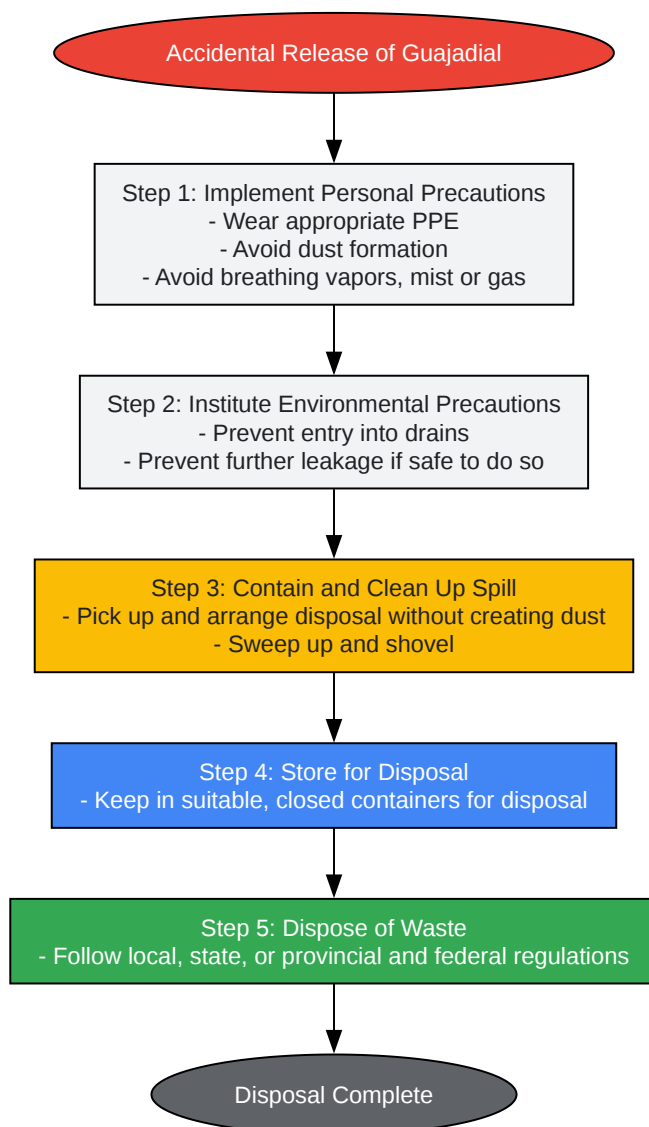 Accidental Release of Guajadial
Step 1: Implement Personal Precautions
- Wear appropriate PPE
- Avoid dust formation
- Avoid breathing vapors, mist or gas
Step 2: Institute Environmental Precautions
- Prevent entry into drains
- Prevent further leakage if safe to do so
Step 3: Contain and Clean Up Spill
- Pick up and arrange disposal without creating dust
- Sweep up and shovel
Step 4: Store for Disposal
- Keep in suitable, closed containers for disposal
Step 5: Dispose of Waste
- Follow local, state, or provincial and federal regulations
Disposal Complete